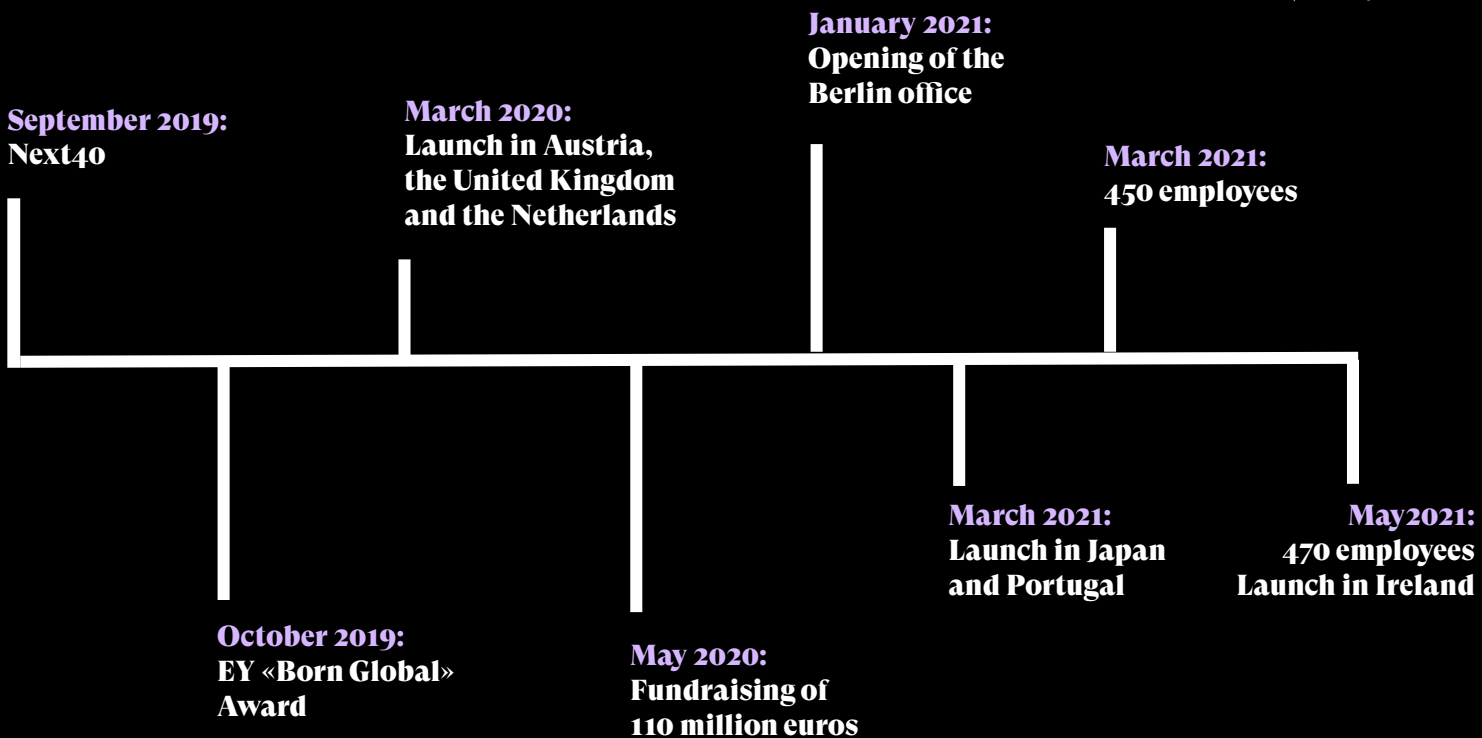 September 2019:
Next40
October 2019:
EY «Born Global»
Award
March 2020:
Launch in Austria,
the United Kingdom
and the Netherlands
May 2020:
Fundraising of
110 million euros
January 2021:
Opening of the
Berlin office
March 2021:
Launch in Japan
and Portugal
March 2021:
450 employees
May2021:
470 employees
Launch in Ireland